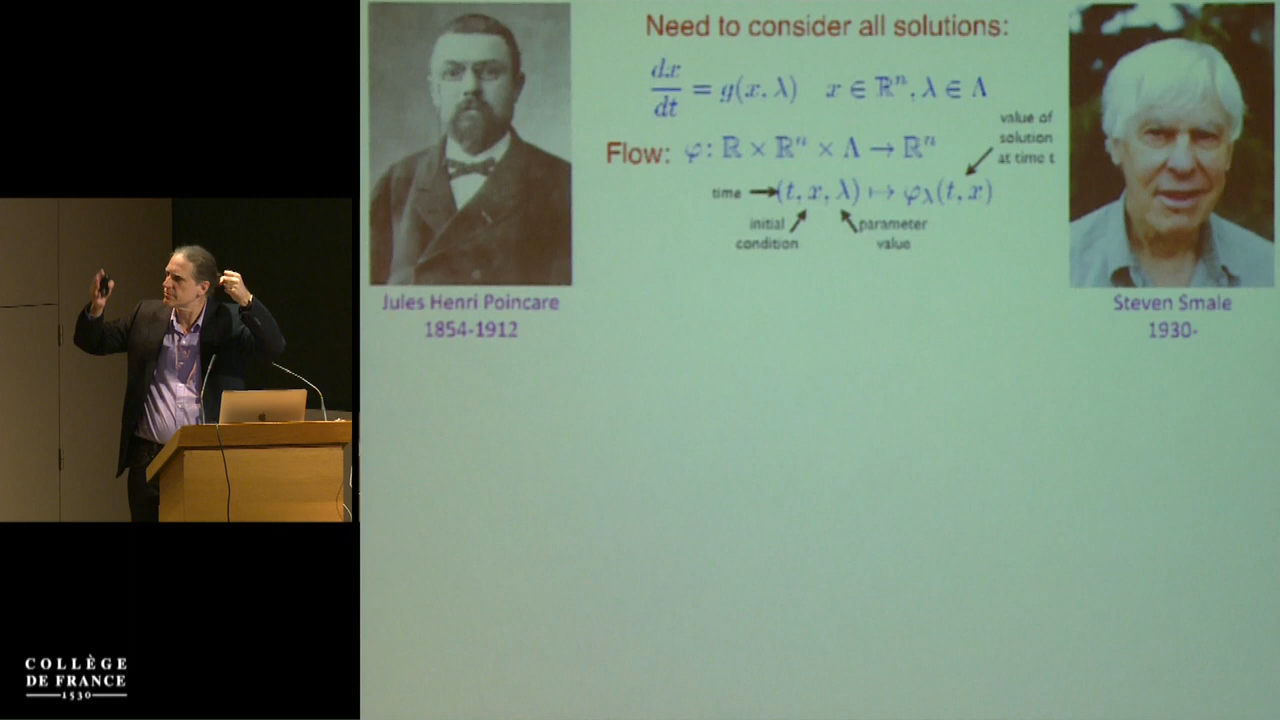 Need to consider all solutions:
dx/dt = g(x, λ) x ∈ ℝⁿ, λ ∈ Λ
value of
solution
at time t
Flow: φ: ℝ × ℝⁿ × Λ → ℝⁿ
time (t, x, λ) ↦ φ_λ(t, x)
initial
condition
parameter
value
Jules Henri Poincare
1854-1912
Steven Smale
1930-
COLLÈGE
DE FRANCE
1530